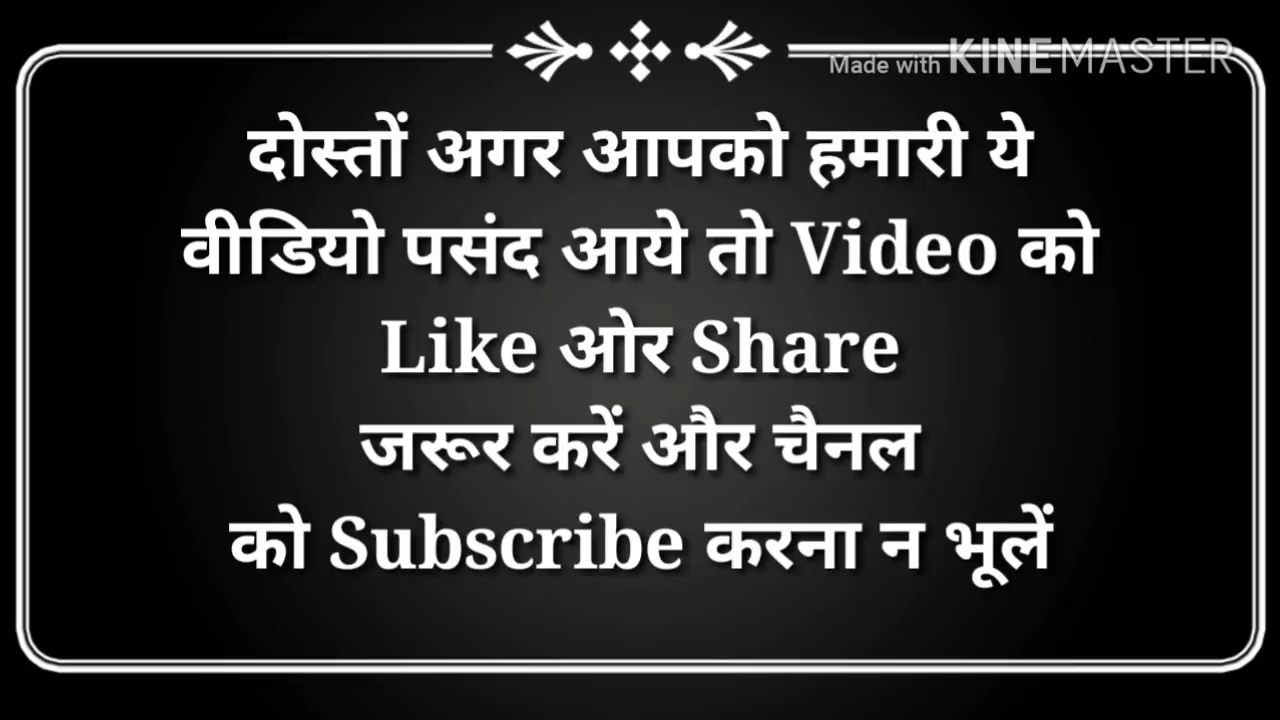 Made with KINEMASTER
दोस्तों अगर आपको हमारी ये
वीडियो पसंद आये तो Video को
Like ओर Share
जरूर करें और चैनल
को Subscribe करना न भूलें